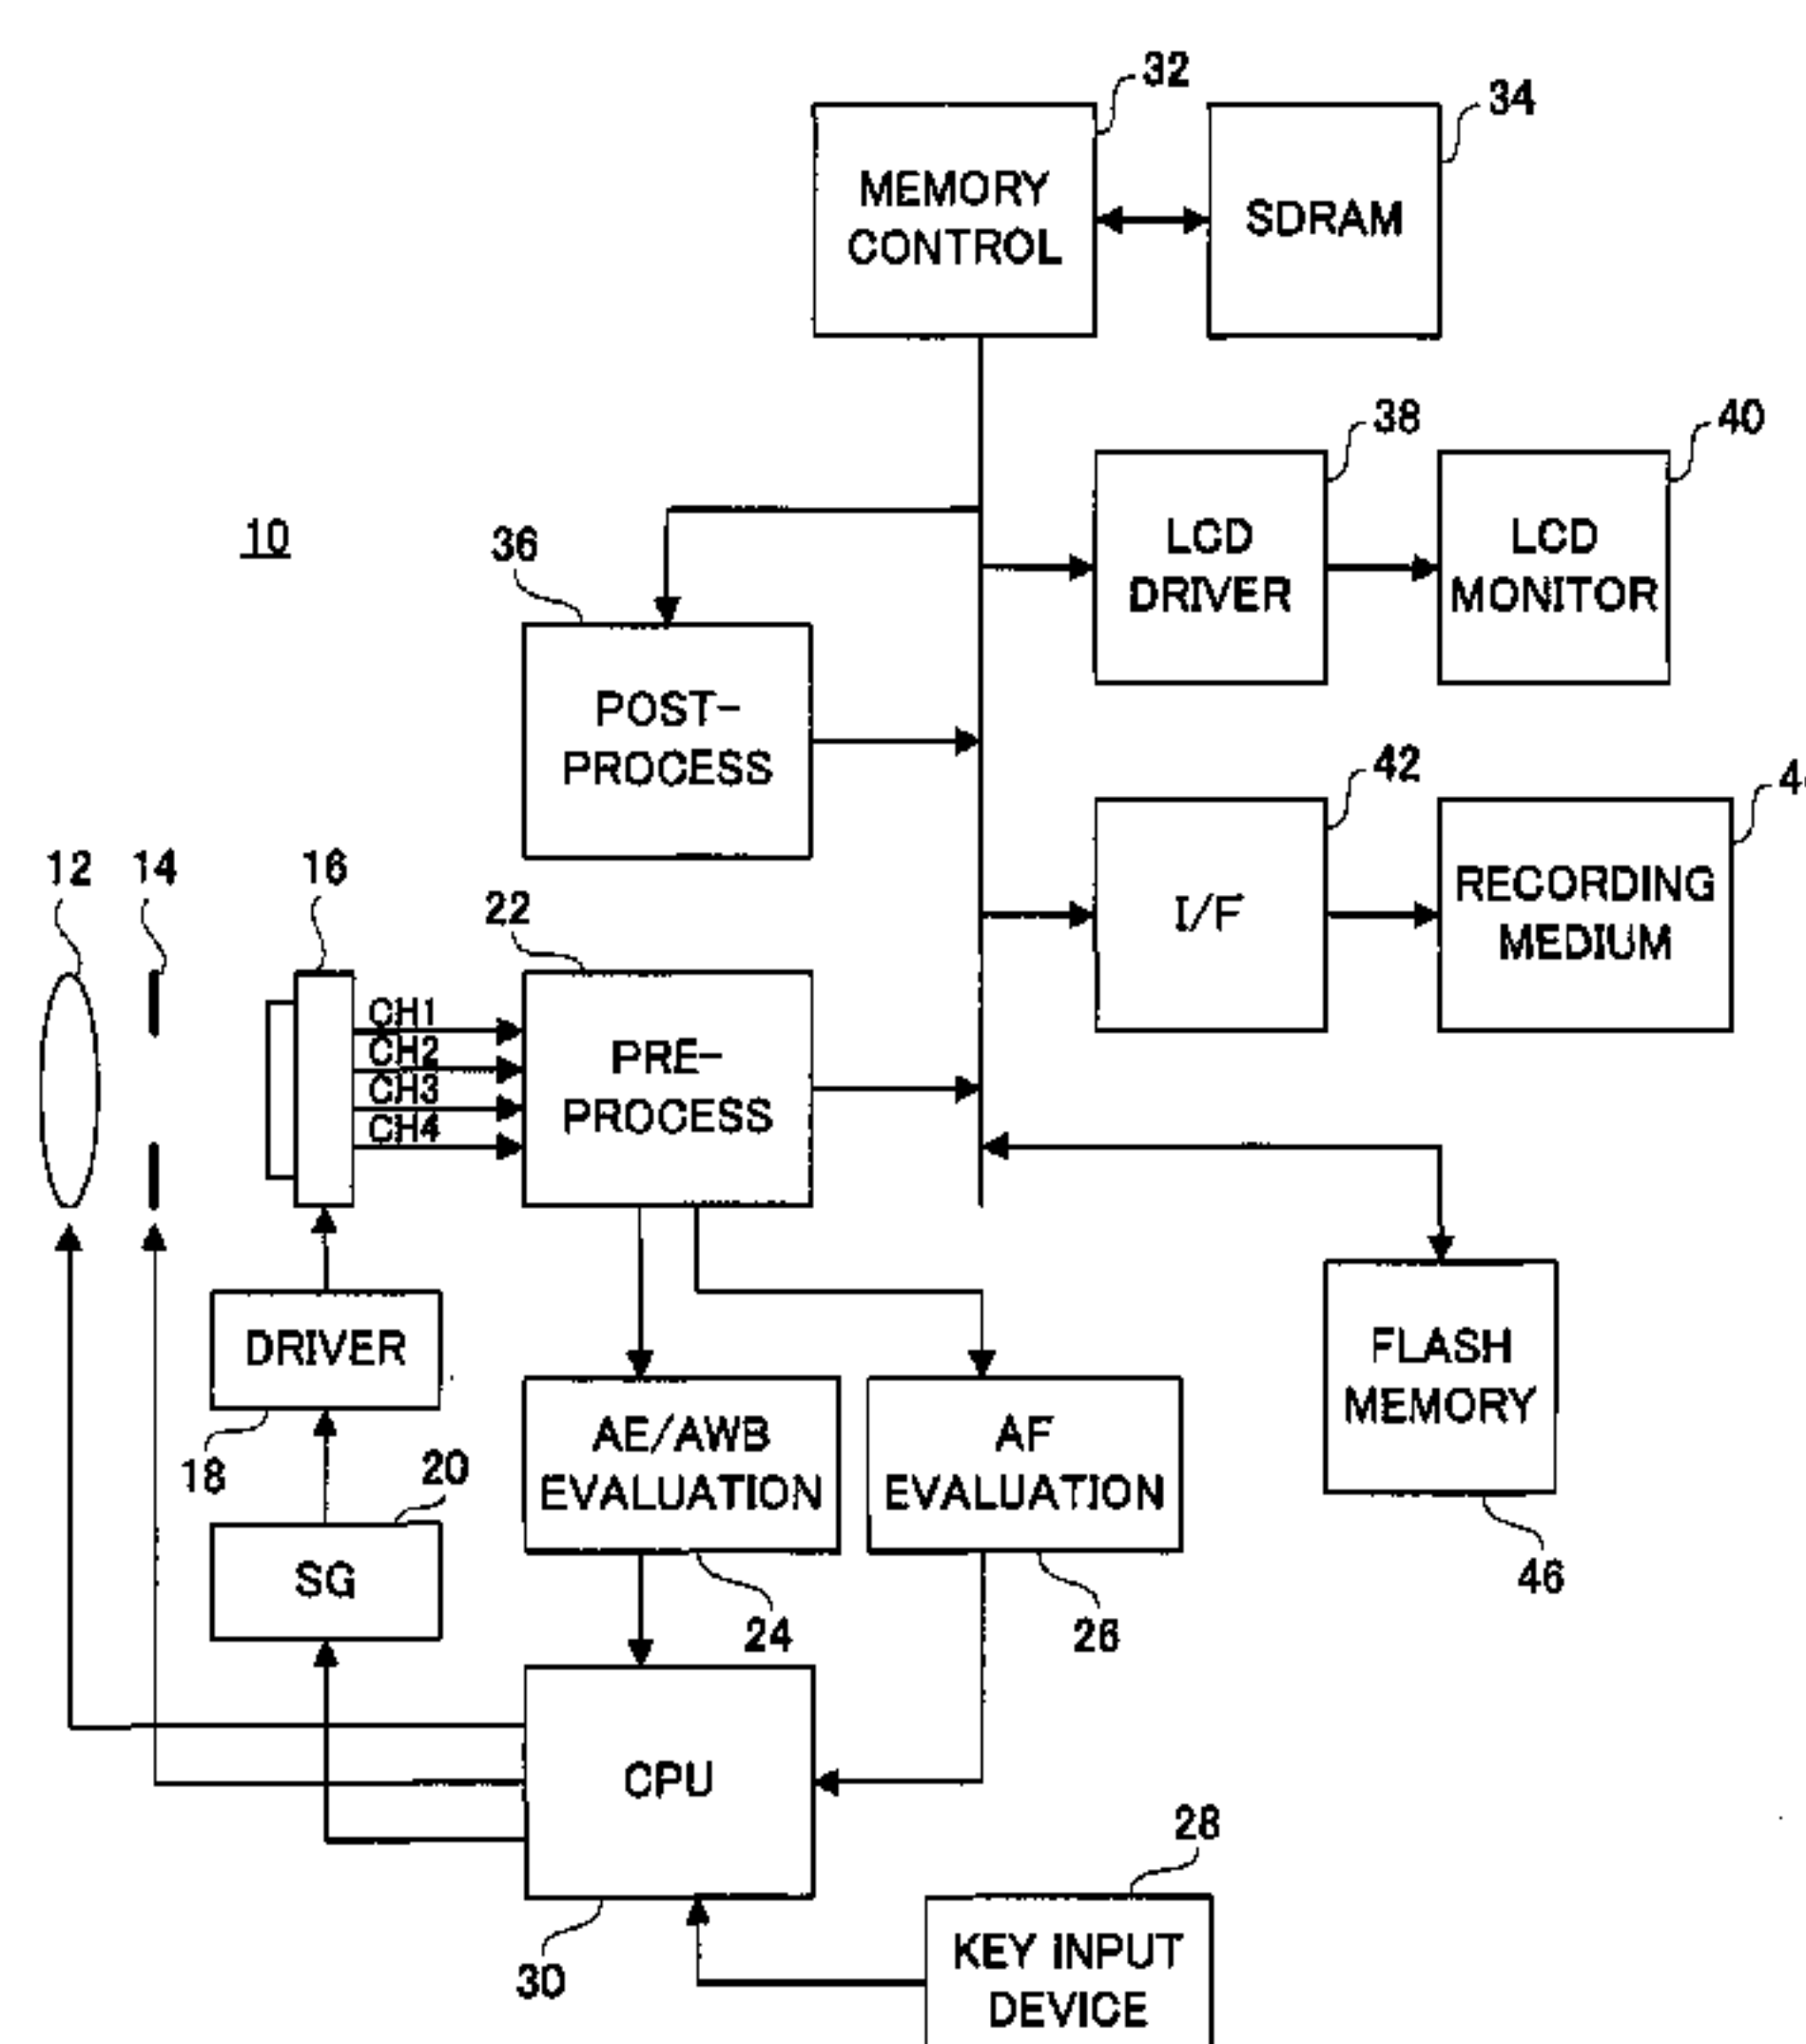 32
34
MEMORY
CONTROL
SDRAM
38
40
10
36
LCD
DRIVER
LCD
MONITOR
POST-
PROCESS
42
12
14
16
22
I/F
RECORDING
MEDIUM
CH1
CH2
CH3
CH4
PRE-
PROCESS
DRIVER
FLASH
MEMORY
18
20
AE/AWB
EVALUATION
AF
EVALUATION
SG
24
26
46
CPU
28
30
KEY INPUT
DEVICE